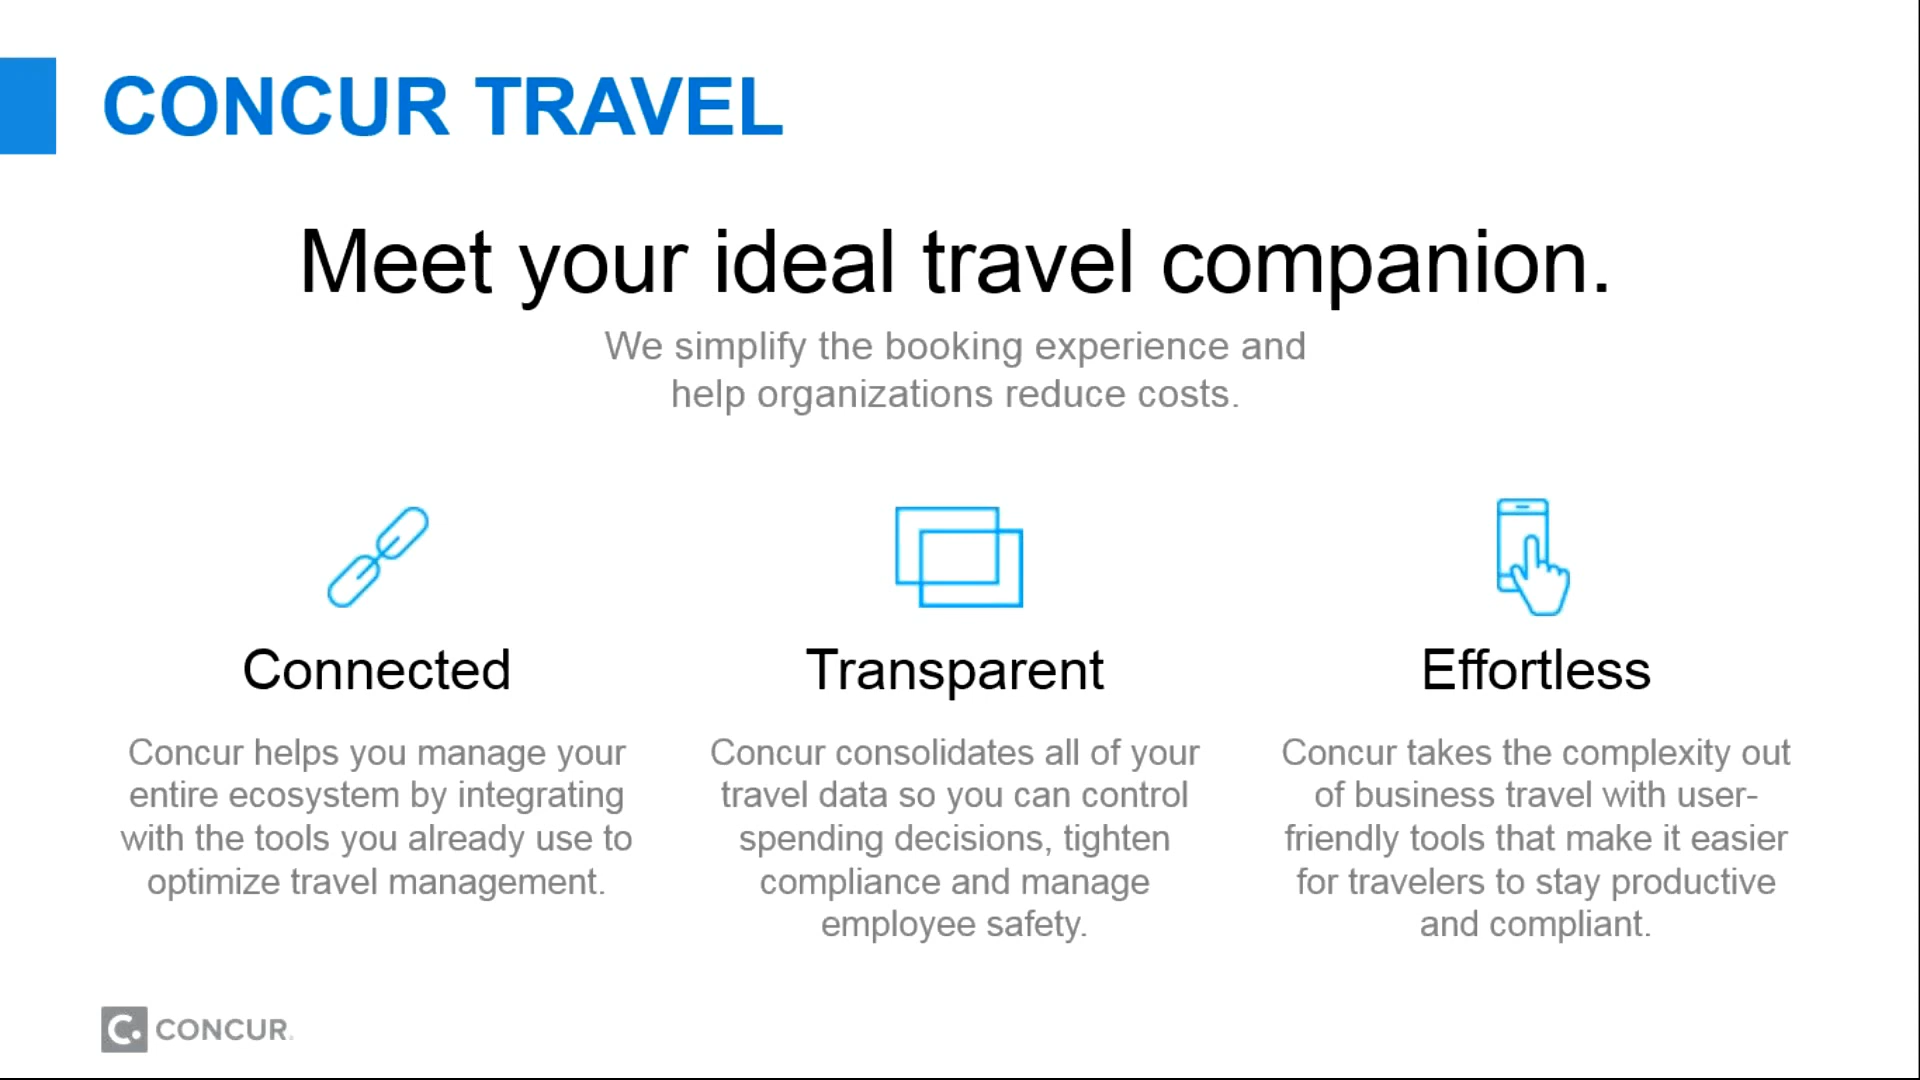 CONCUR TRAVEL
Meet your ideal travel companion.
We simplify the booking experience and
help organizations reduce costs.
Connected
Concur helps you manage your
entire ecosystem by integrating
with the tools you already use to
optimize travel management.
Transparent
Concur consolidates all of your
travel data so you can control
spending decisions, tighten
compliance and manage
employee safety.
Effortless
Concur takes the complexity out
of business travel with user-
friendly tools that make it easier
for travelers to stay productive
and compliant.
C. CONCUR.